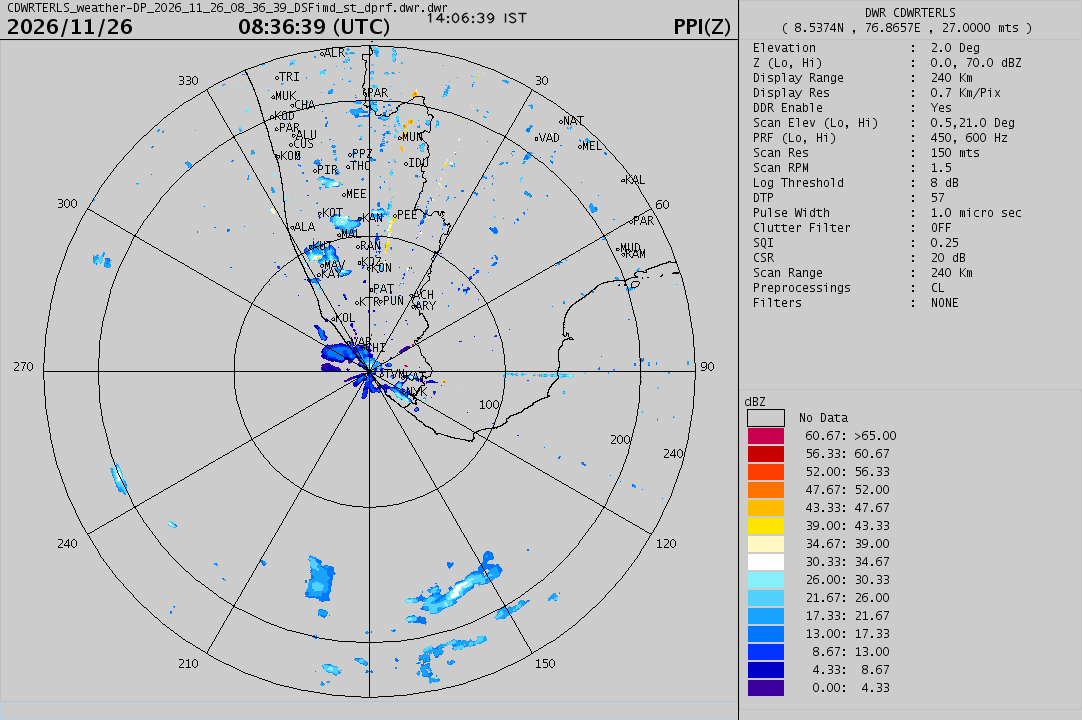 CDWRTERLS_weather-DP_2026_11_26_08_36_39_DSFimd_st_dprf.dwr.dwr
2026/11/26 08:36:39 (UTC) 14:06:39 IST PPI(Z)
DWR CDWRTERLS
( 8.5374N , 76.8657E , 27.0000 mts )
Elevation : 2.0 Deg
Z (Lo, Hi) : 0.0, 70.0 dBZ
Display Range : 240 Km
Display Res : 0.7 Km/Pix
DDR Enable : Yes
Scan Elev (Lo, Hi) : 0.5,21.0 Deg
PRF (Lo, Hi) : 450, 600 Hz
Scan Res : 150 mts
Scan RPM : 1.5
Log Threshold : 8 dB
DTP : 57
Pulse Width : 1.0 micro sec
Clutter Filter : OFF
SQI : 0.25
CSR : 20 dB
Scan Range : 240 Km
Preprocessings : CL
Filters : NONE
dBZ
No Data
60.67: >65.00
56.33: 60.67
52.00: 56.33
47.67: 52.00
43.33: 47.67
39.00: 43.33
34.67: 39.00
30.33: 34.67
26.00: 30.33
21.67: 26.00
17.33: 21.67
13.00: 17.33
8.67: 13.00
4.33: 8.67
0.00: 4.33
ALR
330 TRI 30
MUK PAR
CHA
KOD NAT
PAR
ALU MUN VAD
CUS MEL
KOM PPZ
THO IDU
PIR KAL
MEE
300 60
KOT KAN PEE
PAR
ALA MAL
KUT RAN MUD
KAM
MAV KOZ
KAY KON
PAT
KTR PUN ACH
ARY
KOL
VAR
CHI
270 90
TVM KAT
NYK
100
200
240
240 120
210 150